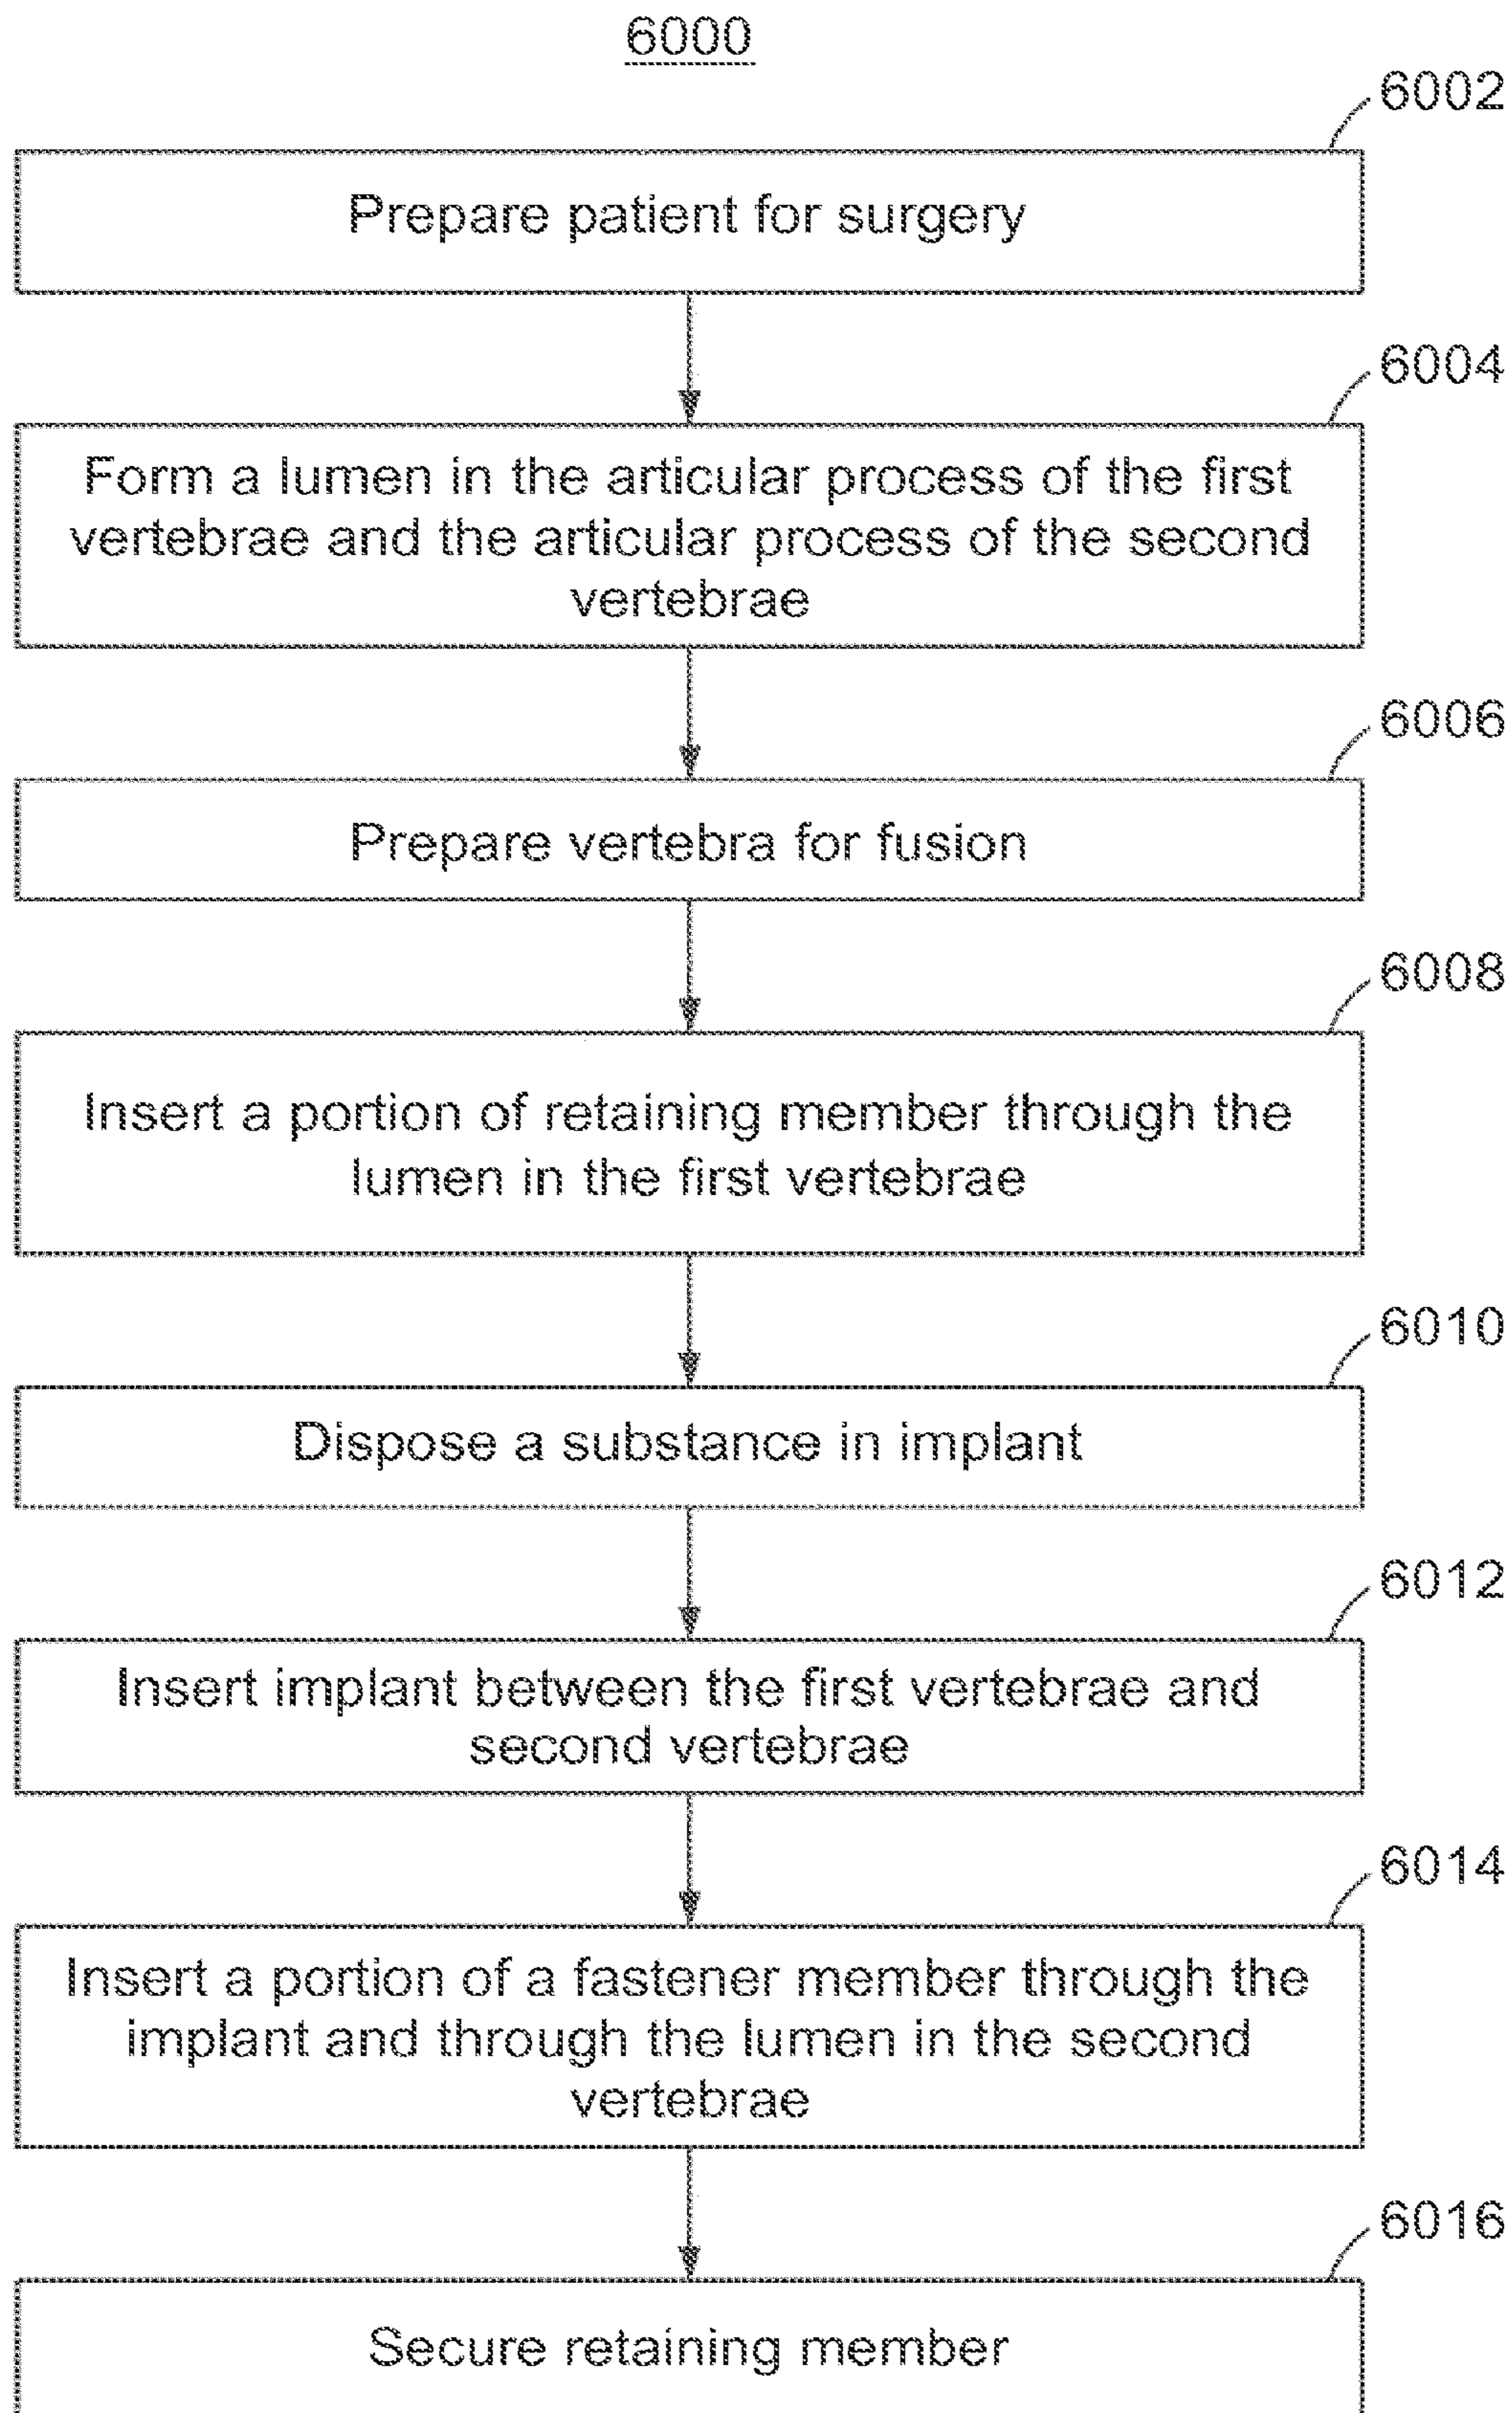 6000
6002
Prepare patient for surgery
6004
Form a lumen in the articular process of the first
vertebrae and the articular process of the second
vertebrae
6006
Prepare vertebra for fusion
6008
Insert a portion of retaining member through the
lumen in the first vertebrae
6010
Dispose a substance in implant
6012
Insert implant between the first vertebrae and
second vertebrae
6014
Insert a portion of a fastener member through the
implant and through the lumen in the second
vertebrae
6016
Secure retaining member